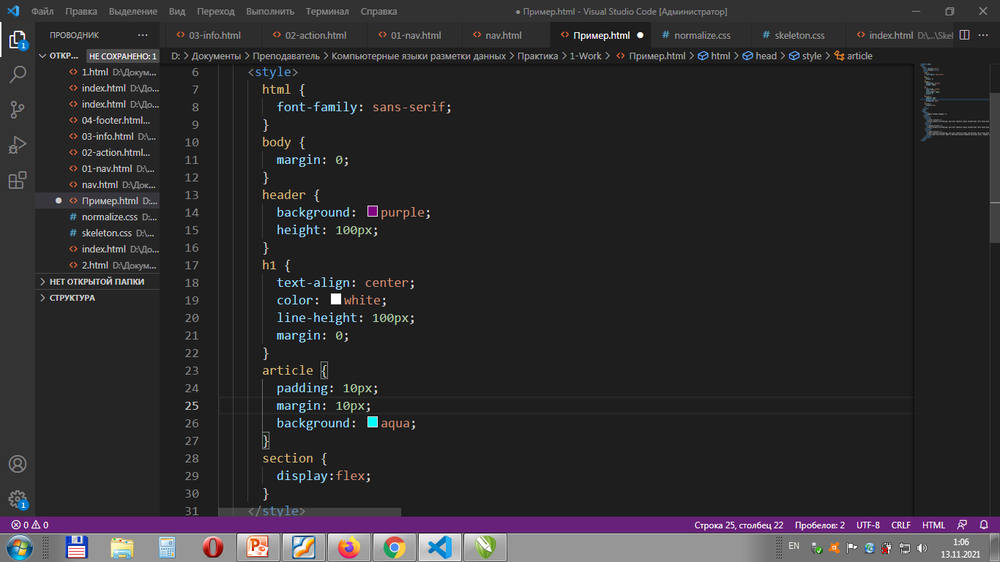 Файл Правка Выделение Вид Переход Выполнить Терминал Справка ● Пример.html - Visual Studio Code [Администратор]
ПРОВОДНИК ···
03-info.html 02-action.html 01-nav.html nav.html Пример.html ● # normalize.css # skeleton.css index.html D:\...\Skel ···
ОТКР... НЕ СОХРАНЕНО: 1
D: > Документы > Преподаватель > Компьютерные языки разметки данных > Практика > 1-Work > Пример.html > html > head > style > article
1.html D:\Докум...
index.html D:\До...
index.html D:\До...
04-footer.html...
03-info.html D:\...
02-action.html...
01-nav.html D:\...
nav.html D:\Док...
● Пример.html D:...
# normalize.css D:...
# skeleton.css D:\...
index.html D:\До...
2.html D:\Докум...
НЕТ ОТКРЫТОЙ ПАПКИ
СТРУКТУРА
6 <style>
7 html {
8 font-family: sans-serif;
9 }
10 body {
11 margin: 0;
12 }
13 header {
14 background: purple;
15 height: 100px;
16 }
17 h1 {
18 text-align: center;
19 color: white;
20 line-height: 100px;
21 margin: 0;
22 }
23 article {
24 padding: 10px;
25 margin: 10px;
26 background: aqua;
27 }
28 section {
29 display:flex;
30 }
31 </style>
1
1
0 0 Строка 25, столбец 22 Пробелов: 2 UTF-8 CRLF HTML
EN 1:06
13.11.2021